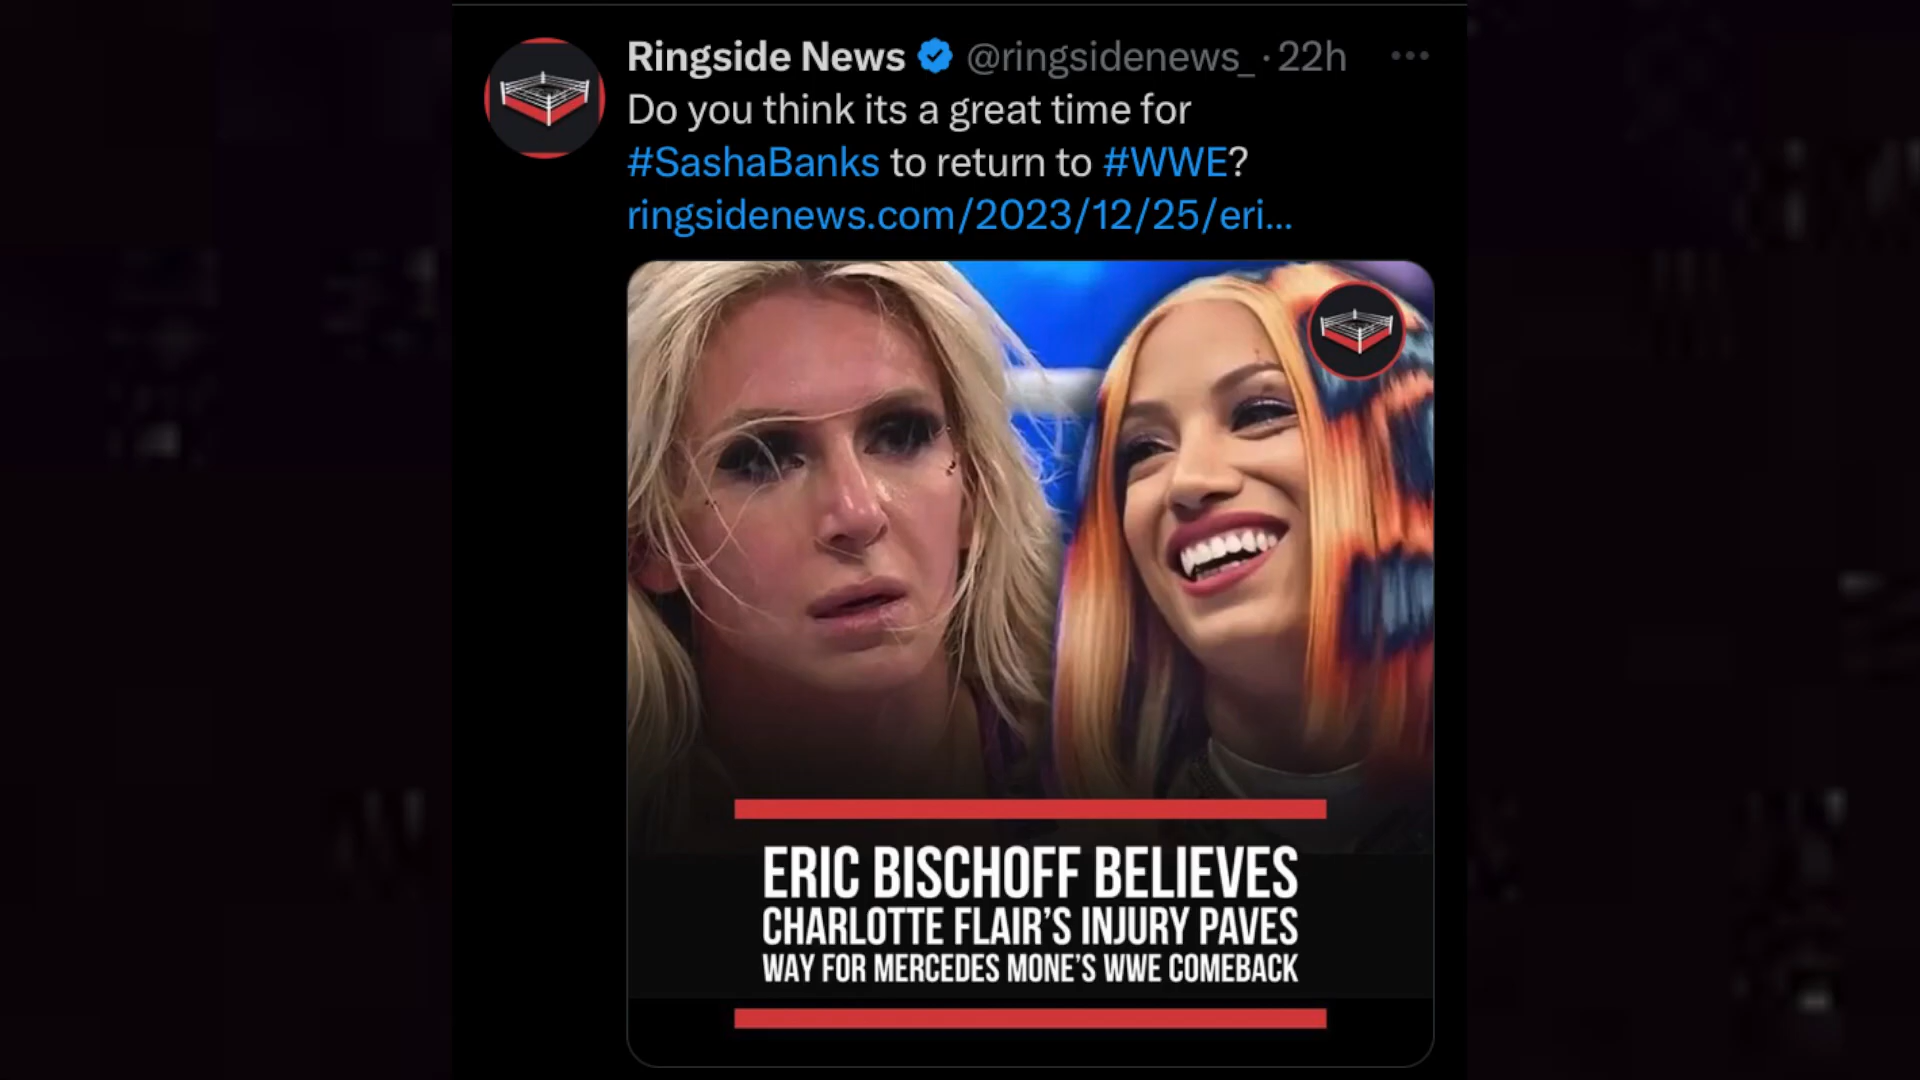 Ringside News @ringsidenews_ · 22h
Do you think its a great time for
#SashaBanks to return to #WWE?
ringsidenews.com/2023/12/25/eri...
ERIC BISCHOFF BELIEVES
CHARLOTTE FLAIR'S INJURY PAVES
WAY FOR MERCEDES MONE'S WWE COMEBACK